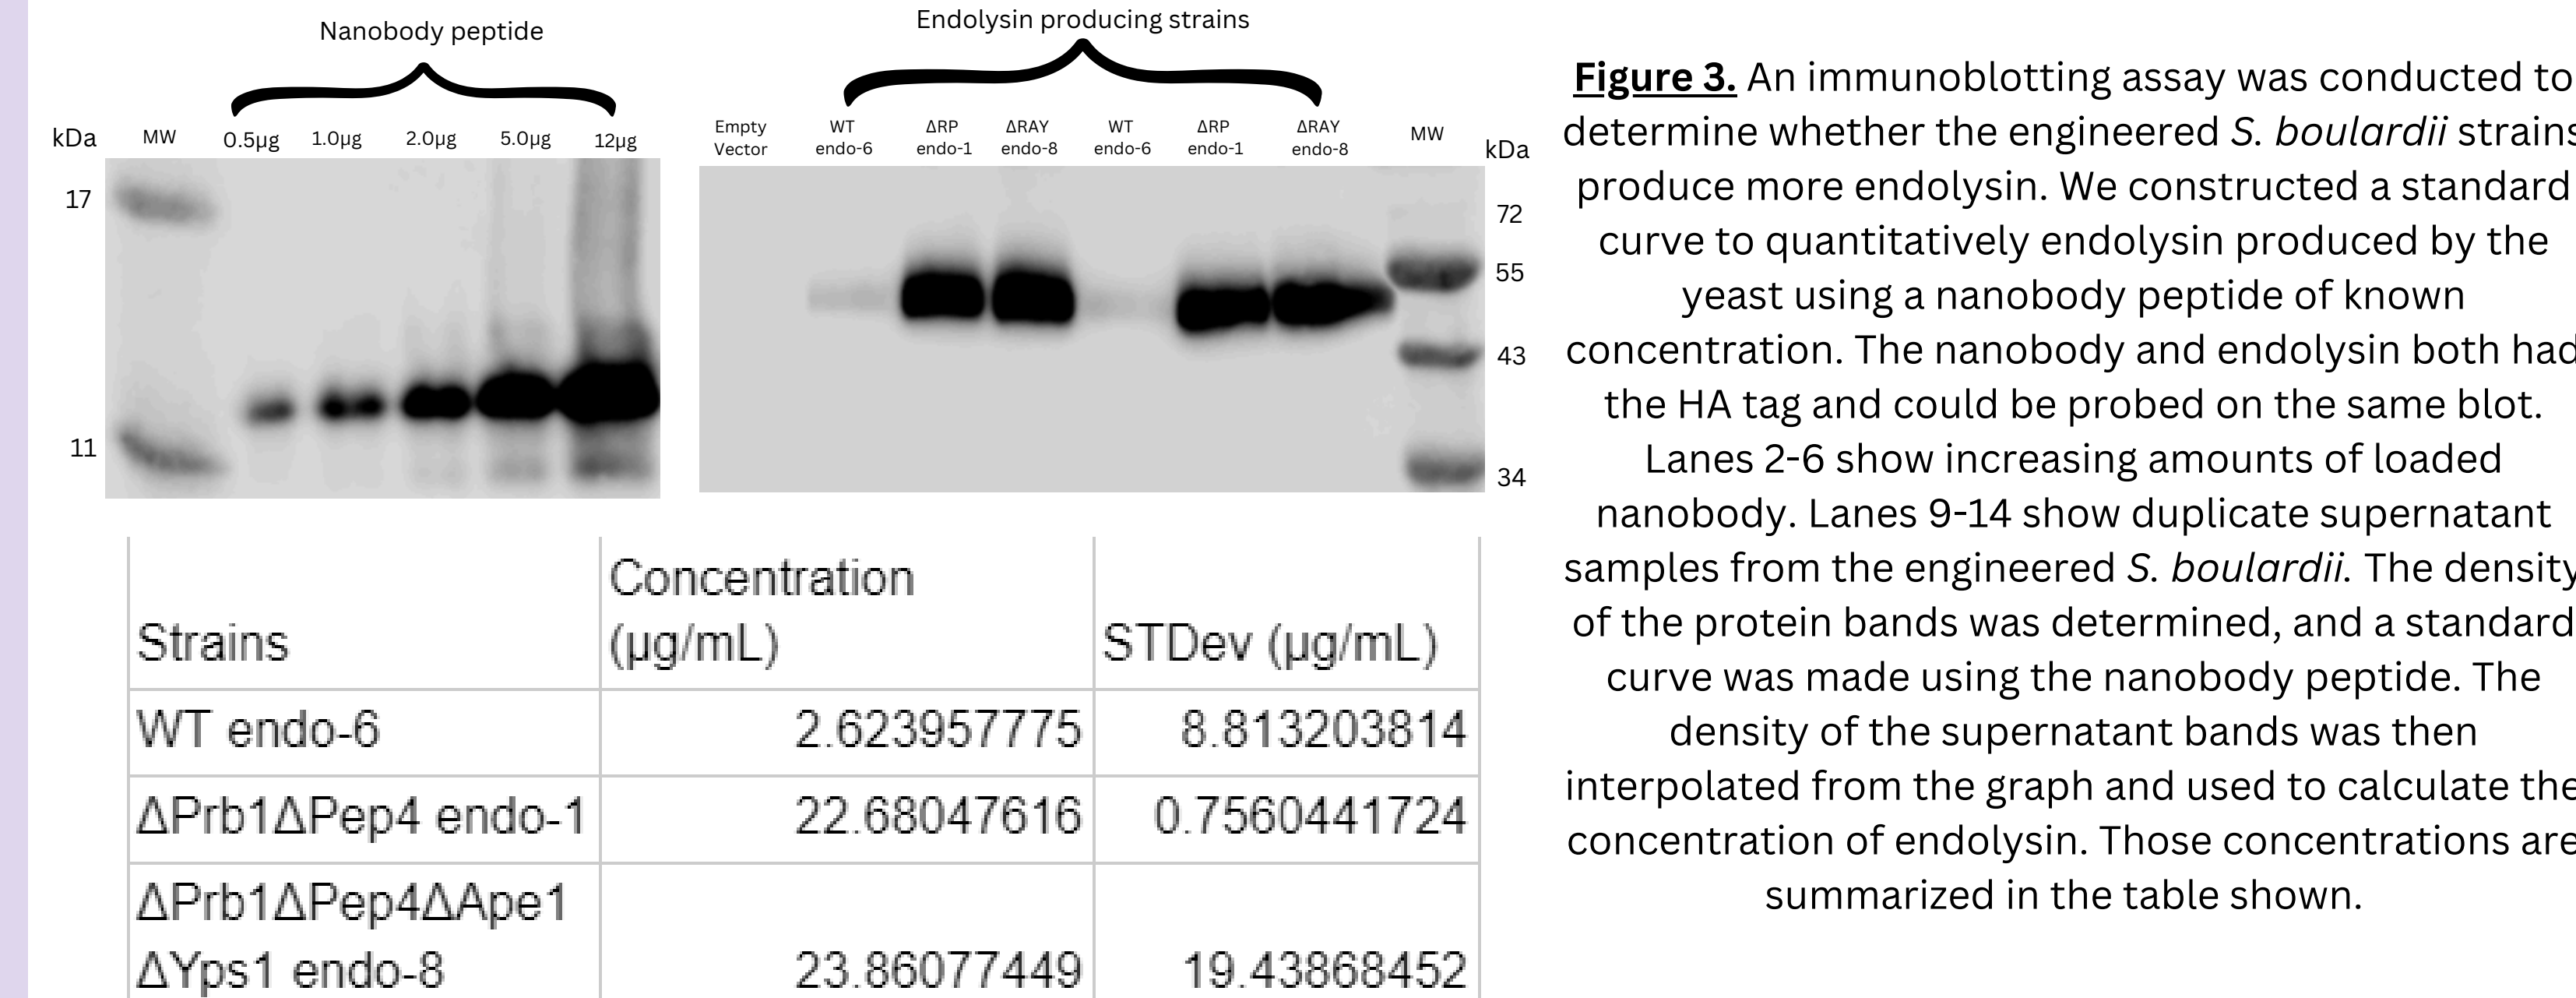 Nanobody peptide
kDa MW 0.5µg 1.0µg 2.0µg 5.0µg 12µg
17
11
Endolysin producing strains
Empty Vector
WT endo-6
ΔRP endo-1
ΔRAY endo-8
WT endo-6
ΔRP endo-1
ΔRAY endo-8
MW
kDa
72
55
43
34
Strains Concentration (µg/mL) STDev (µg/mL)
WT endo-6 2.623957775 8.813203814
ΔPrb1ΔPep4 endo-1 22.68047616 0.7560441724
ΔPrb1ΔPep4ΔApe1
ΔYps1 endo-8 23.86077449 19.43868452
Figure 3. An immunoblotting assay was conducted to
determine whether the engineered S. boulardii strains
produce more endolysin. We constructed a standard
curve to quantitatively endolysin produced by the
yeast using a nanobody peptide of known
concentration. The nanobody and endolysin both had
the HA tag and could be probed on the same blot.
Lanes 2-6 show increasing amounts of loaded
nanobody. Lanes 9-14 show duplicate supernatant
samples from the engineered S. boulardii. The density
of the protein bands was determined, and a standard
curve was made using the nanobody peptide. The
density of the supernatant bands was then
interpolated from the graph and used to calculate the
concentration of endolysin. Those concentrations are
summarized in the table shown.